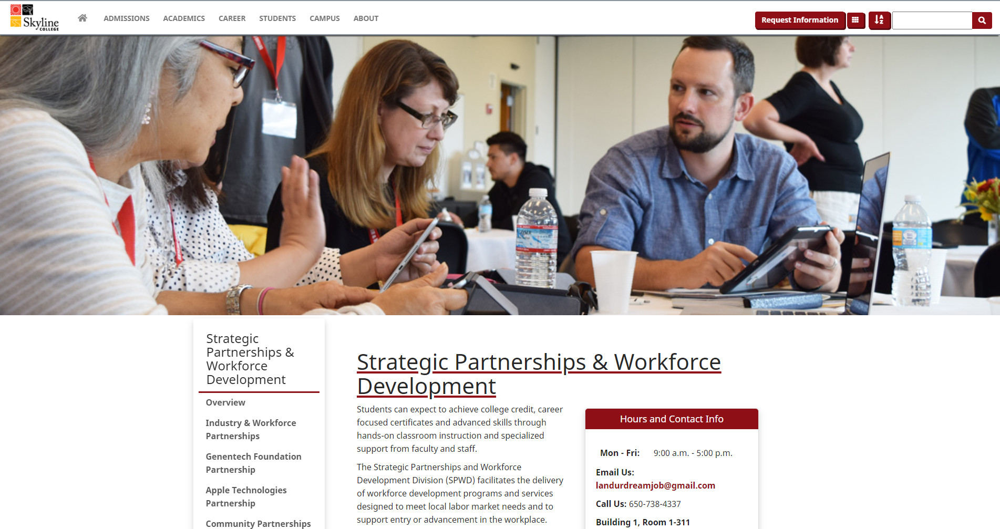 Skyline
COLLEGE
ADMISSIONS ACADEMICS CAREER STUDENTS CAMPUS ABOUT
Request Information
Strategic
Partnerships &
Workforce
Development
Overview
Industry & Workforce
Partnerships
Genentech Foundation
Partnership
Apple Technologies
Partnership
Community Partnerships
Strategic Partnerships & Workforce
Development
Students can expect to achieve college credit, career
focused certificates and advanced skills through
hands-on classroom instruction and specialized
support from faculty and staff.
The Strategic Partnerships and Workforce
Development Division (SPWD) facilitates the delivery
of workforce development programs and services
designed to meet local labor market needs and to
support entry or advancement in the workplace.
Hours and Contact Info
Mon - Fri: 9:00 a.m. - 5:00 p.m.
Email Us:
landurdreamjob@gmail.com
Call Us: 650-738-4337
Building 1, Room 1-311